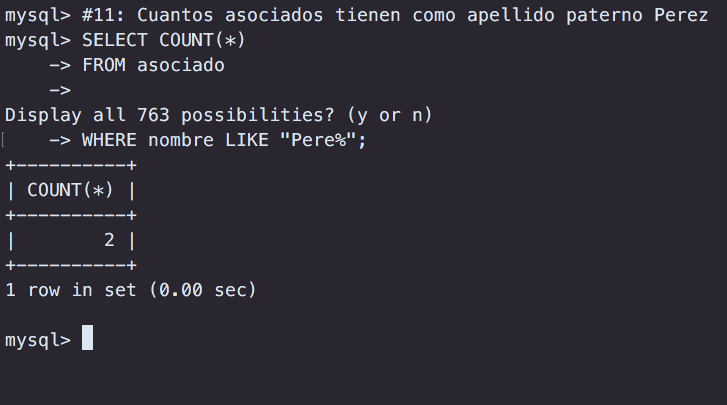 mysql> #11: Cuantos asociados tienen como apellido paterno Perez
mysql> SELECT COUNT(*)
    -> FROM asociado
    ->
Display all 763 possibilities? (y or n)
    -> WHERE nombre LIKE "Pere%";
+----------+
| COUNT(*) |
+----------+
|        2 |
+----------+
1 row in set (0.00 sec)
mysql>